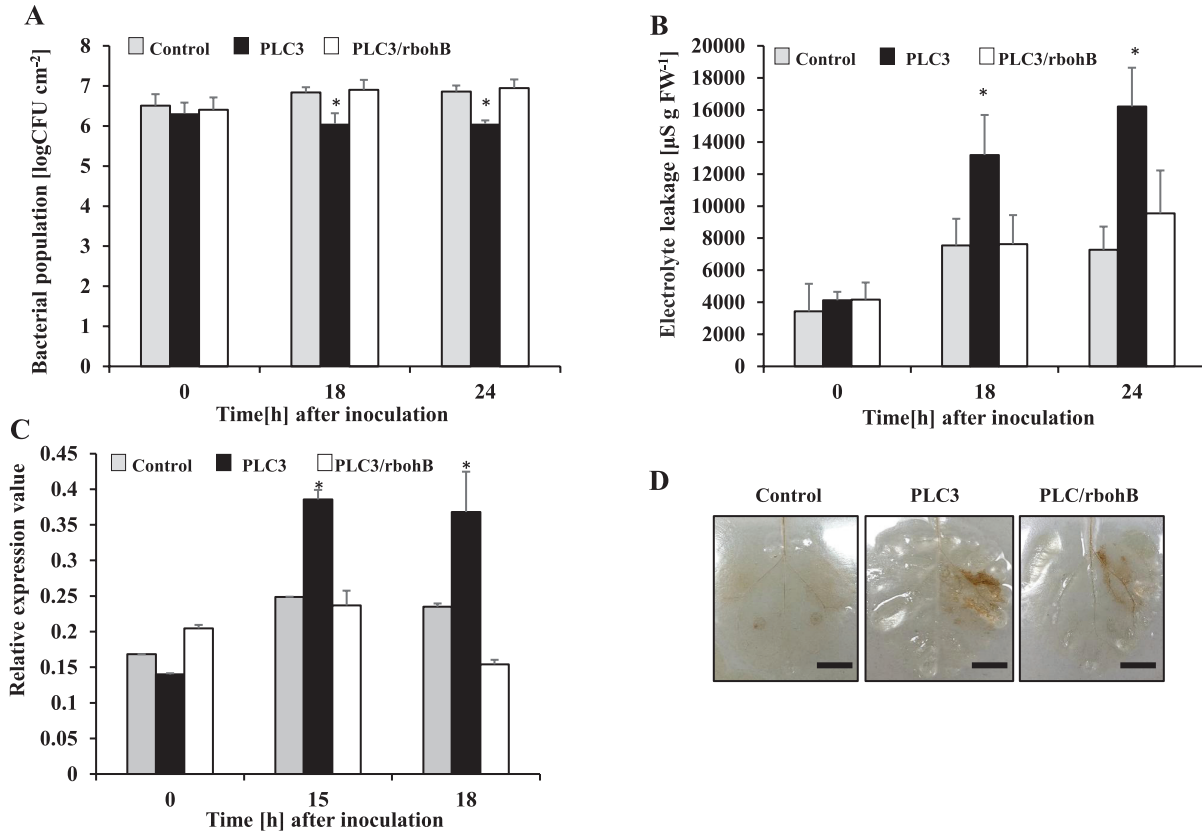 A
Bacterial population [logCFU cm-2]
8
7
6
5
4
3
2
1
0
Control PLC3 PLC3/rbohB
*
*
0 18 24
Time[h] after inoculation
B
Electrolyte leakage [µS g FW-1]
20000
18000
16000
14000
12000
10000
8000
6000
4000
2000
0
Control PLC3 PLC3/rbohB
*
*
0 18 24
Time[h] after inoculation
C
Relative expression value
0.45
0.4
0.35
0.3
0.25
0.2
0.15
0.1
0.05
0
Control PLC3 PLC3/rbohB
*
*
0 15 18
Time [h] after inoculation
D
Control PLC3 PLC/rbohB